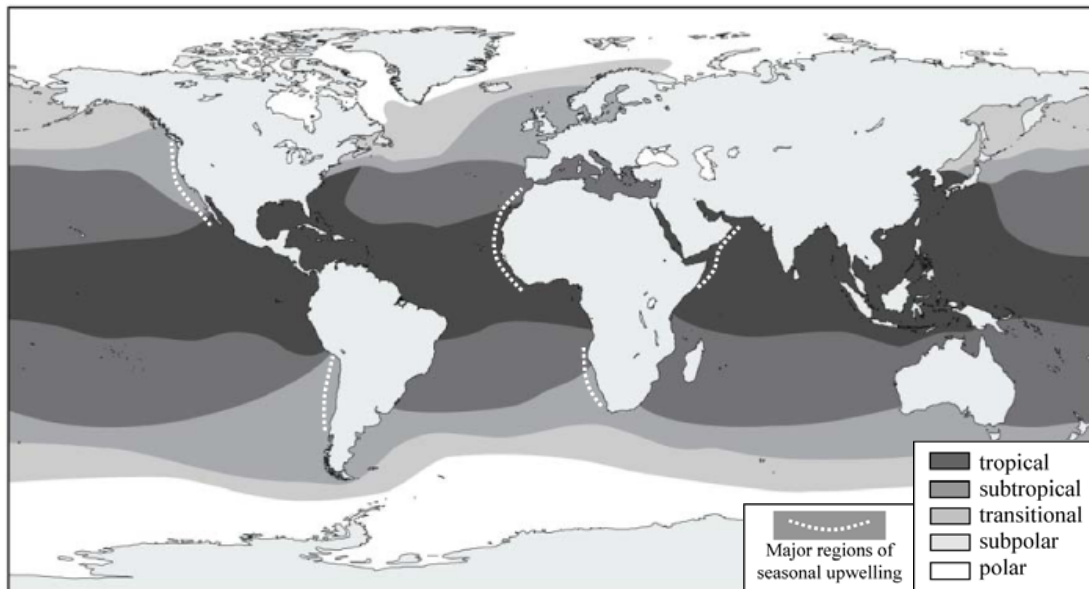 tropical
subtropical
transitional
subpolar
polar
Major regions of
seasonal upwelling